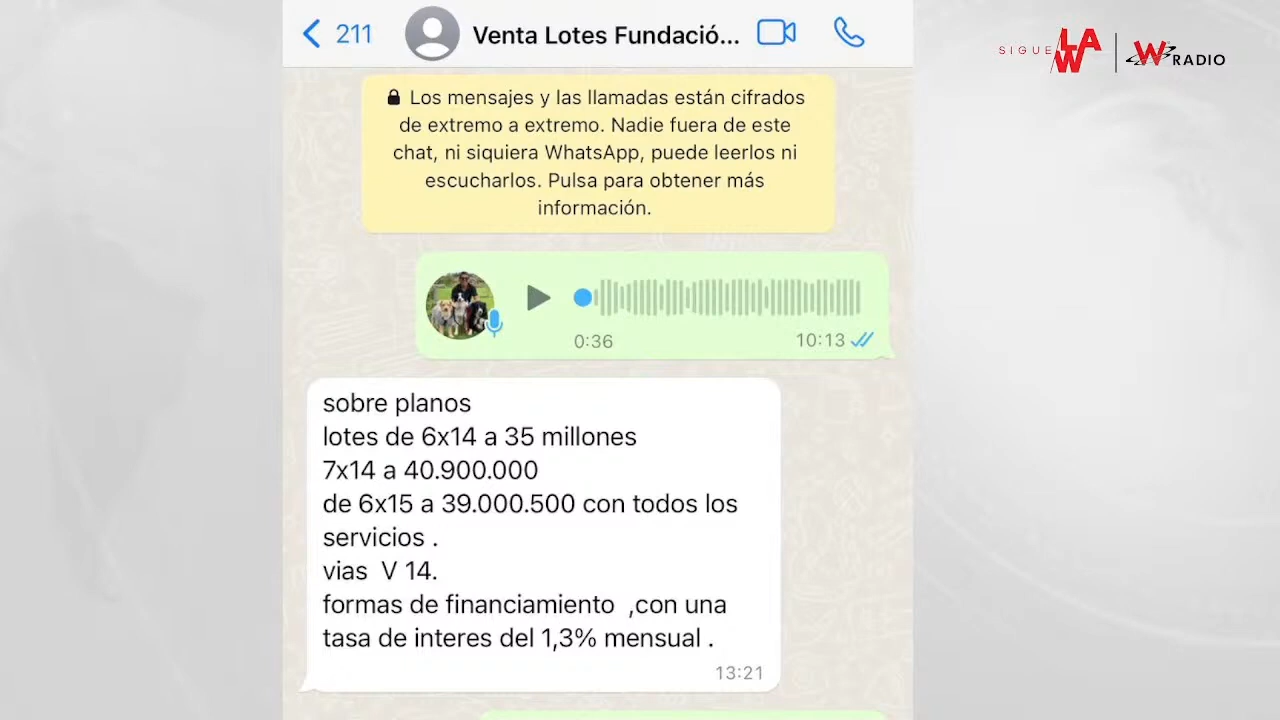 211
Venta Lotes Fundació...
SIGUE LA W
W RADIO
Los mensajes y las llamadas están cifrados
de extremo a extremo. Nadie fuera de este
chat, ni siquiera WhatsApp, puede leerlos ni
escucharlos. Pulsa para obtener más
información.
0:36
10:13
sobre planos
lotes de 6x14 a 35 millones
7x14 a 40.900.000
de 6x15 a 39.000.500 con todos los
servicios .
vias V 14.
formas de financiamiento ,con una
tasa de interes del 1,3% mensual .
13:21